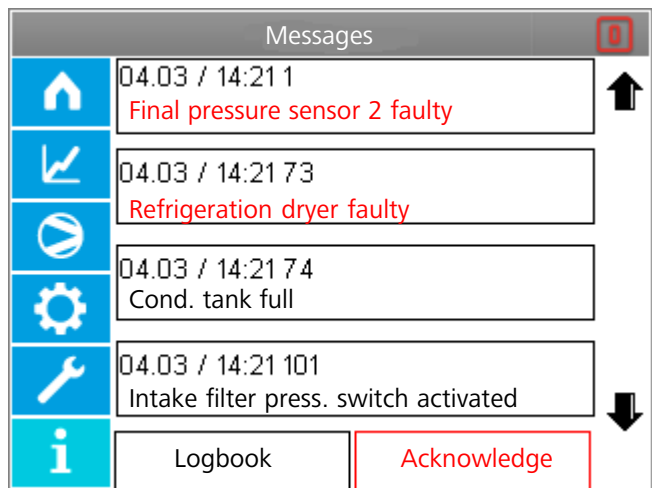 Messages
0
04.03 / 14:21 1
Final pressure sensor 2 faulty
04.03 / 14:21 73
Refrigeration dryer faulty
04.03 / 14:21 74
Cond. tank full
04.03 / 14:21 101
Intake filter press. switch activated
i
Logbook
Acknowledge